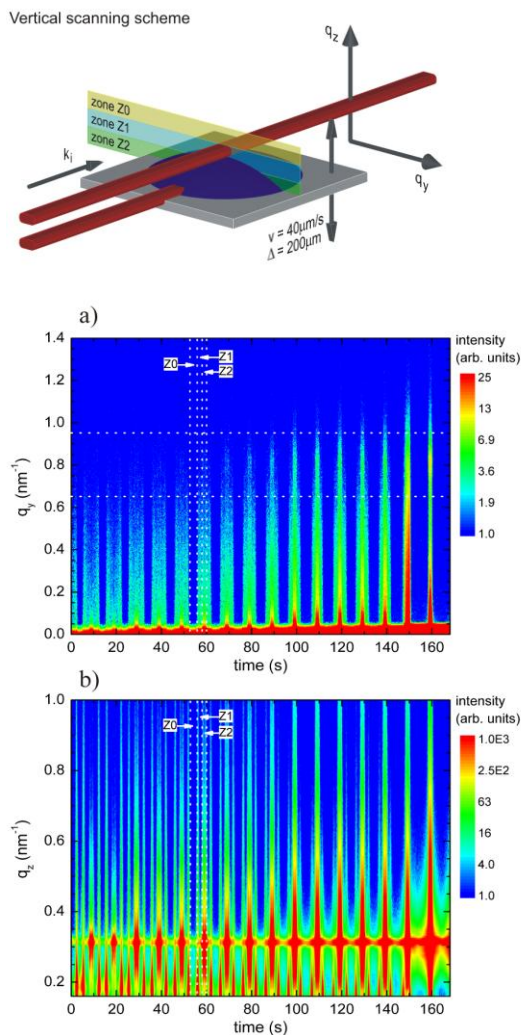 Vertical scanning scheme
q_z
zone Z0
zone Z1
zone Z2
k_i
q_y
v = 40μm/s
Δ = 200μm
a)
1.4
1.2
1.0
0.8
0.6
0.4
0.2
0.0
q_y (nm⁻¹)
Z1
Z0
Z2
intensity
(arb. units)
25
13
6.9
3.6
1.9
1.0
0 20 40 60 80 100 120 140 160
time (s)
b)
1.0
0.8
0.6
0.4
0.2
q_z (nm⁻¹)
Z1
Z0
Z2
intensity
(arb. units)
1.0E3
2.5E2
63
16
4.0
1.0
0 20 40 60 80 100 120 140 160
time (s)